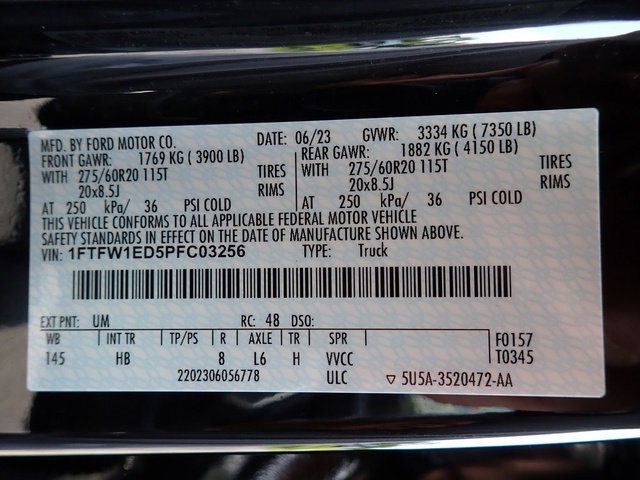 MFD. BY FORD MOTOR CO. DATE: 06/23 GVWR: 3334 KG ( 7350 LB)
FRONT GAWR: 1769 KG ( 3900 LB) REAR GAWR: 1882 KG ( 4150 LB)
WITH 275/60R20 115T TIRES WITH 275/60R20 115T TIRES
20x8.5J RIMS 20x8.5J RIMS
AT 250 kPa/ 36 PSI COLD AT 250 kPa/ 36 PSI COLD
THIS VEHICLE CONFORMS TO ALL APPLICABLE FEDERAL MOTOR VEHICLE
SAFETY STANDARDS IN EFFECT ON THE DATE OF MANUFACTURE SHOWN ABOVE.
VIN: 1FTFW1ED5PFC03256 TYPE: Truck
EXT PNT: UM RC: 48 DSO:
WB INT TR TP/PS R AXLE TR SPR F0157
145 HB 8 L6 H VVCC T0345
2202306056778 ULC ▽ 5U5A-3520472-AA